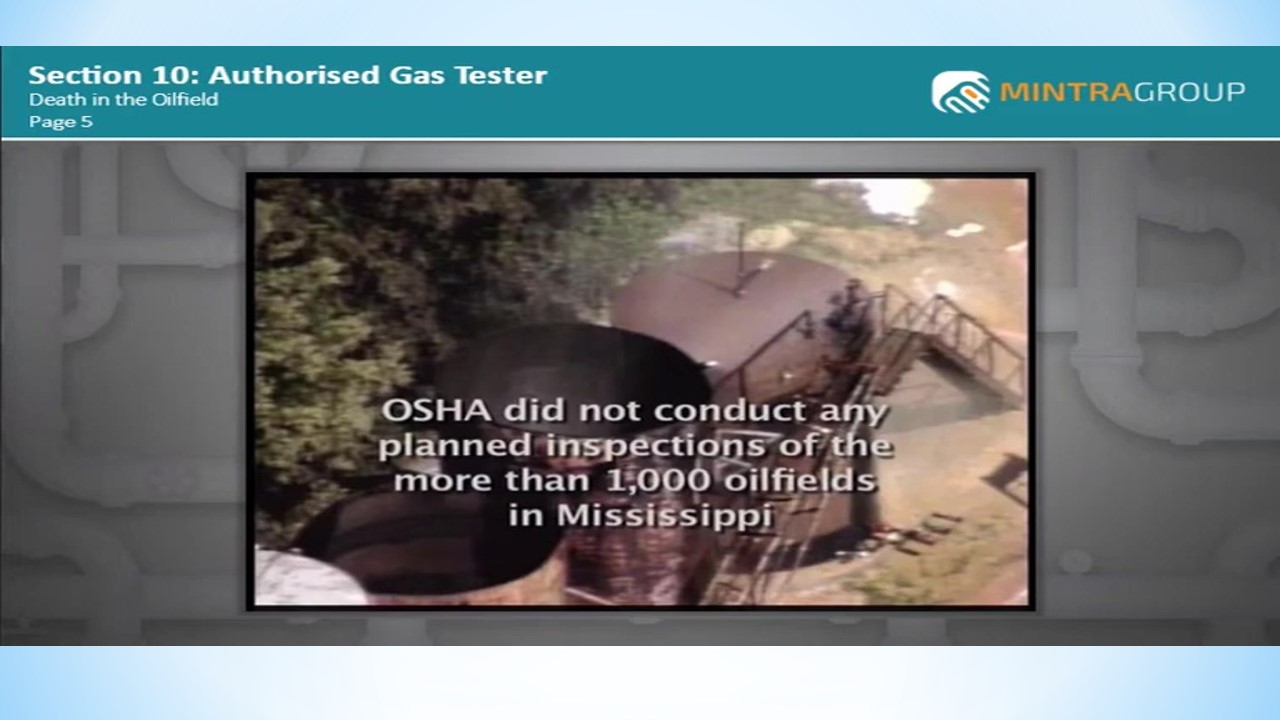 Section 10: Authorised Gas Tester
Death in the Oilfield
Page 5
MINTRAGROUP
OSHA did not conduct any
planned inspections of the
more than 1,000 oilfields
in Mississippi